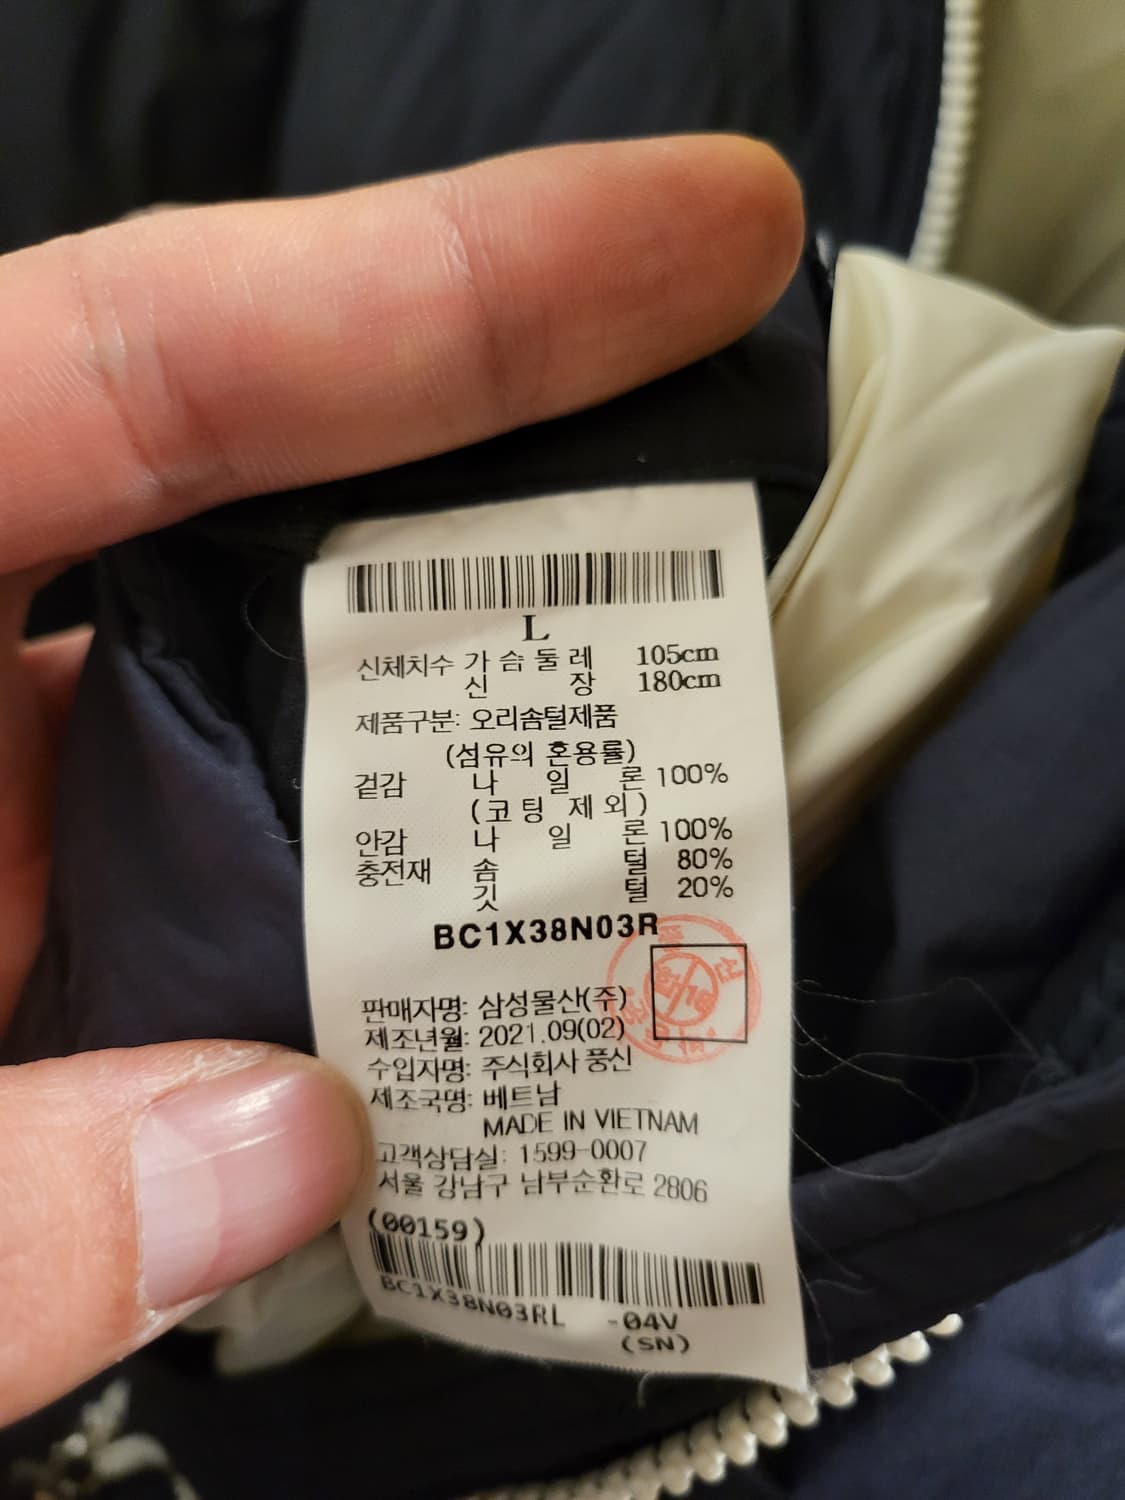 L
신체치수 가슴둘레 105cm
신장 180cm
제품구분: 오리솜털제품
(섬유의 혼용률)
겉감 나일론 100%
(코팅 제외)
안감 나일론 100%
충전재 솜털 80%
깃털 20%
BC1X38N03R
판매자명: 삼성물산(주)
제조년월: 2021.09(02)
수입자명: 주식회사 풍신
제조국명: 베트남
MADE IN VIETNAM
고객상담실: 1599-0007
서울 강남구 남부순환로 2806
(00159)
BC1X38N03RL -04V
(SN)